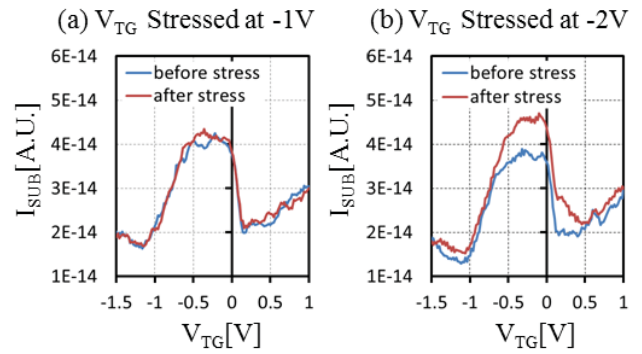 (a) V_TG Stressed at -1V
(b) V_TG Stressed at -2V
I_SUB[A.U.]
6E-14
5E-14
4E-14
3E-14
2E-14
1E-14
before stress
after stress
-1.5 -1 -0.5 0 0.5 1
V_TG[V]
I_SUB[A.U.]
6E-14
5E-14
4E-14
3E-14
2E-14
1E-14
before stress
after stress
-1.5 -1 -0.5 0 0.5 1
V_TG[V]